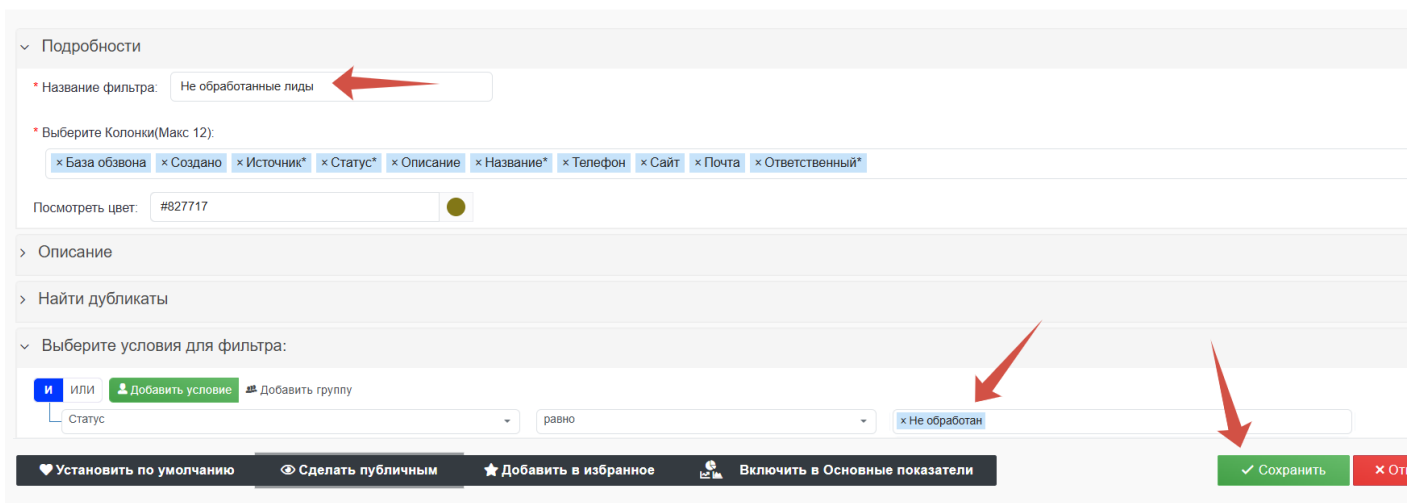 Подробности
* Название фильтра: Не обработанные лиды
* Выберите Колонки(Макс 12):
× База обзвона × Создано × Источник* × Статус* × Описание × Название* × Телефон × Сайт × Почта × Ответственный*
Посмотреть цвет: #827717
Описание
Найти дубликаты
Выберите условия для фильтра:
И ИЛИ Добавить условие Добавить группу
Статус равно × Не обработан
Установить по умолчанию Сделать публичным Добавить в избранное Включить в Основные показатели Сохранить